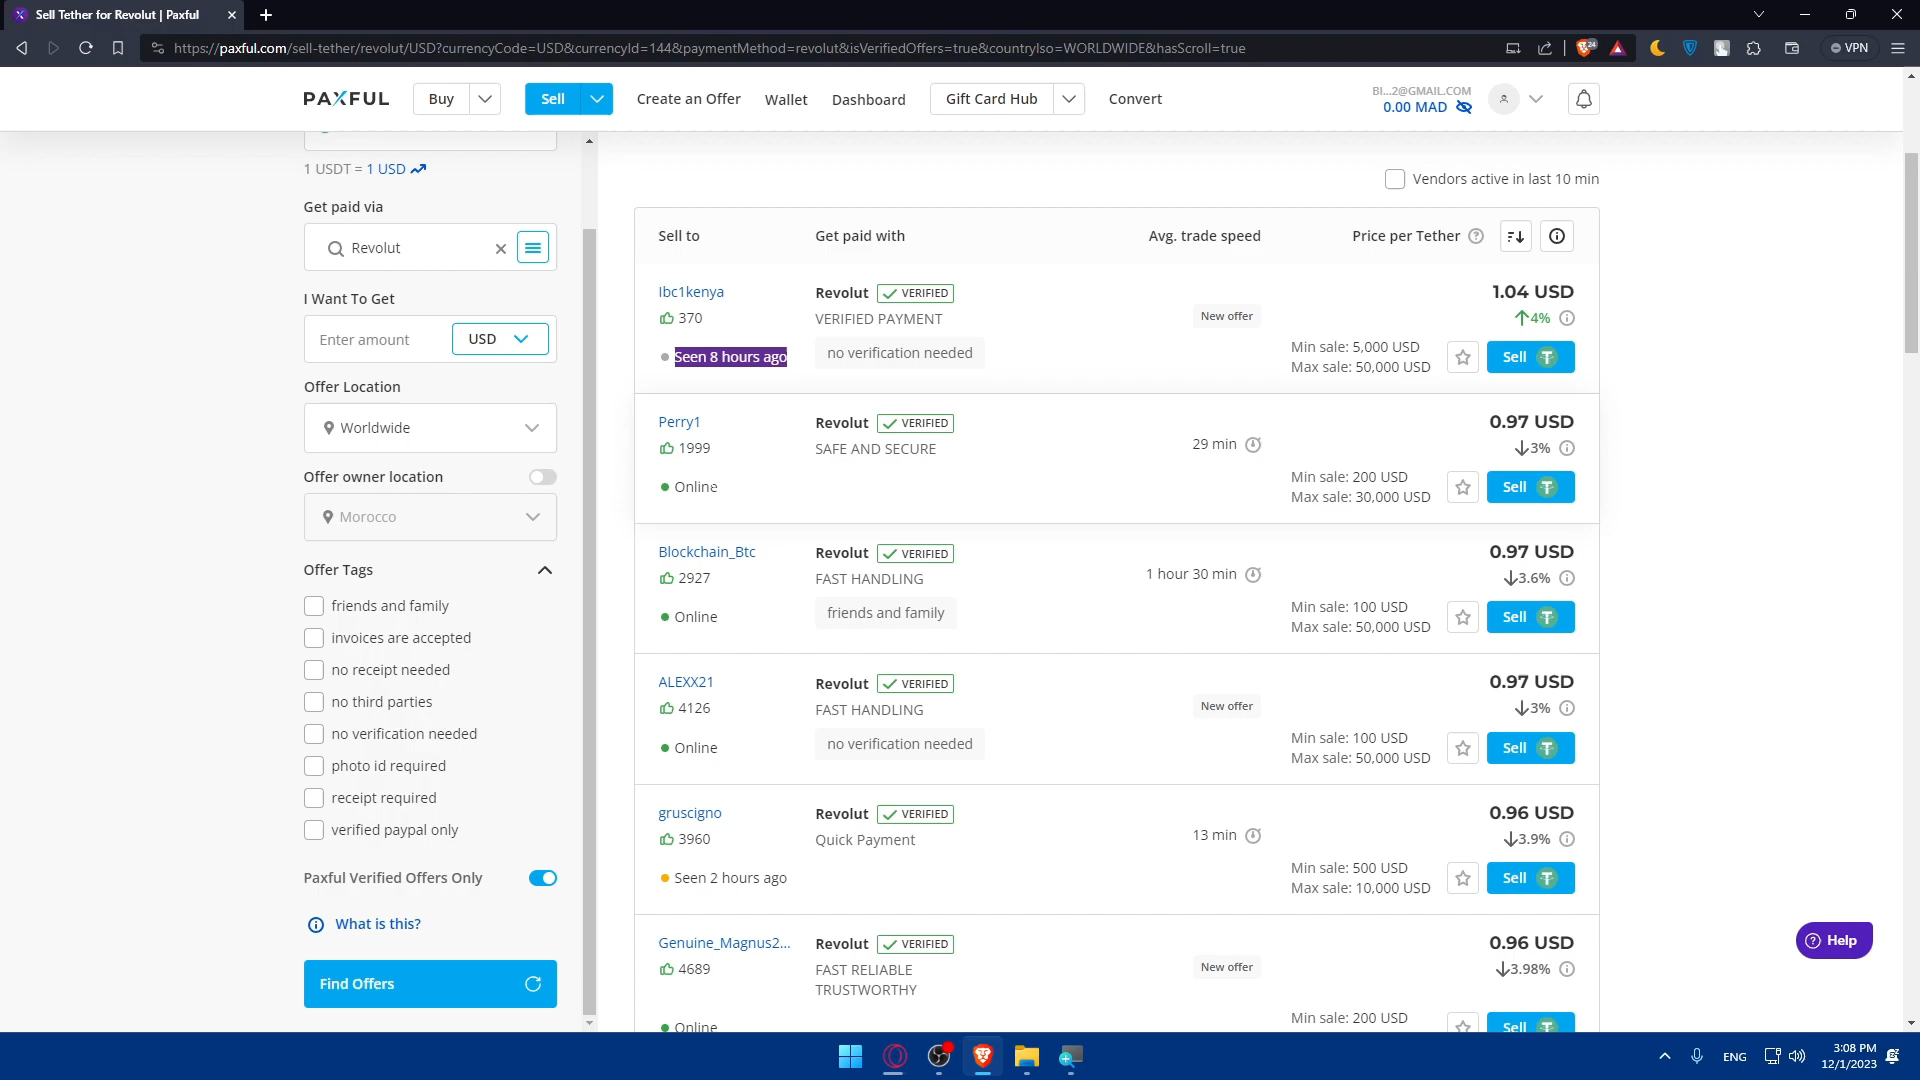 Sell Tether for Revolut | Paxful
https://paxful.com/sell-tether/revolut/USD?currencyCode=USD&currencyId=144&paymentMethod=revolut&isVerifiedOffers=true&countryIso=WORLDWIDE&hasScroll=true
24
VPN
PAXFUL
Buy
Sell
Create an Offer
Wallet
Dashboard
Gift Card Hub
Convert
BI...2@GMAIL.COM
0.00 MAD
1 USDT = 1 USD
Get paid via
Revolut
I Want To Get
Enter amount
USD
Offer Location
Worldwide
Offer owner location
Morocco
Offer Tags
friends and family
invoices are accepted
no receipt needed
no third parties
no verification needed
photo id required
receipt required
verified paypal only
Paxful Verified Offers Only
What is this?
Find Offers
Vendors active in last 10 min
Sell to
Get paid with
Avg. trade speed
Price per Tether
Ibc1kenya
370
Seen 8 hours ago
Revolut VERIFIED
VERIFIED PAYMENT
no verification needed
New offer
1.04 USD
4%
Min sale: 5,000 USD
Max sale: 50,000 USD
Sell
Perry1
1999
Online
Revolut VERIFIED
SAFE AND SECURE
29 min
0.97 USD
3%
Min sale: 200 USD
Max sale: 30,000 USD
Sell
Blockchain_Btc
2927
Online
Revolut VERIFIED
FAST HANDLING
friends and family
1 hour 30 min
0.97 USD
3.6%
Min sale: 100 USD
Max sale: 50,000 USD
Sell
ALEXX21
4126
Online
Revolut VERIFIED
FAST HANDLING
no verification needed
New offer
0.97 USD
3%
Min sale: 100 USD
Max sale: 50,000 USD
Sell
gruscigno
3960
Seen 2 hours ago
Revolut VERIFIED
Quick Payment
13 min
0.96 USD
3.9%
Min sale: 500 USD
Max sale: 10,000 USD
Sell
Genuine_Magnus2...
4689
Online
Revolut VERIFIED
FAST RELIABLE
TRUSTWORTHY
New offer
0.96 USD
3.98%
Min sale: 200 USD
Sell
Help
ENG
3:08 PM
12/1/2023